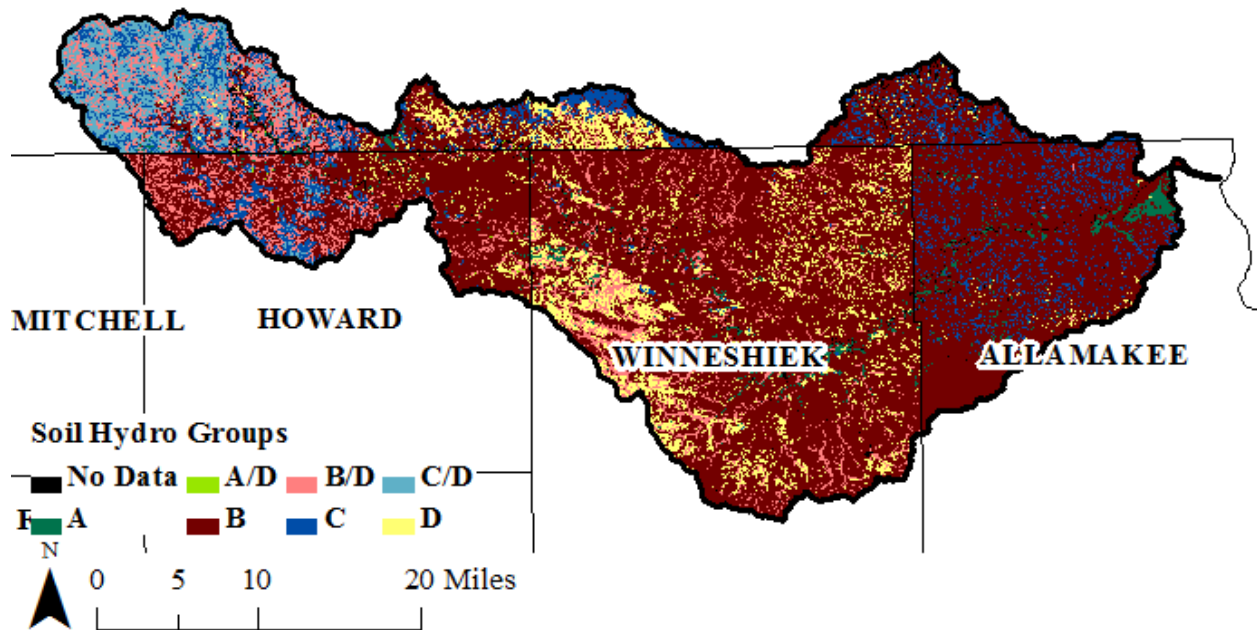 MITCHELL
HOWARD
WINNESHIEK
ALLAMAKEE
Soil Hydro Groups
No Data A/D B/D C/D
F A B C D
N
0 5 10 20 Miles